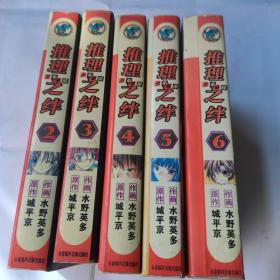 推理之绊
2
作画 水野英多
原作 城平京
推理之绊
3
作画 水野英多
原作 城平京
推理之绊
4
作画 水野英多
原作 城平京
推理之绊
5
作画 水野英多
原作 城平京
推理之绊
6
作画 水野英多
原作 城平京